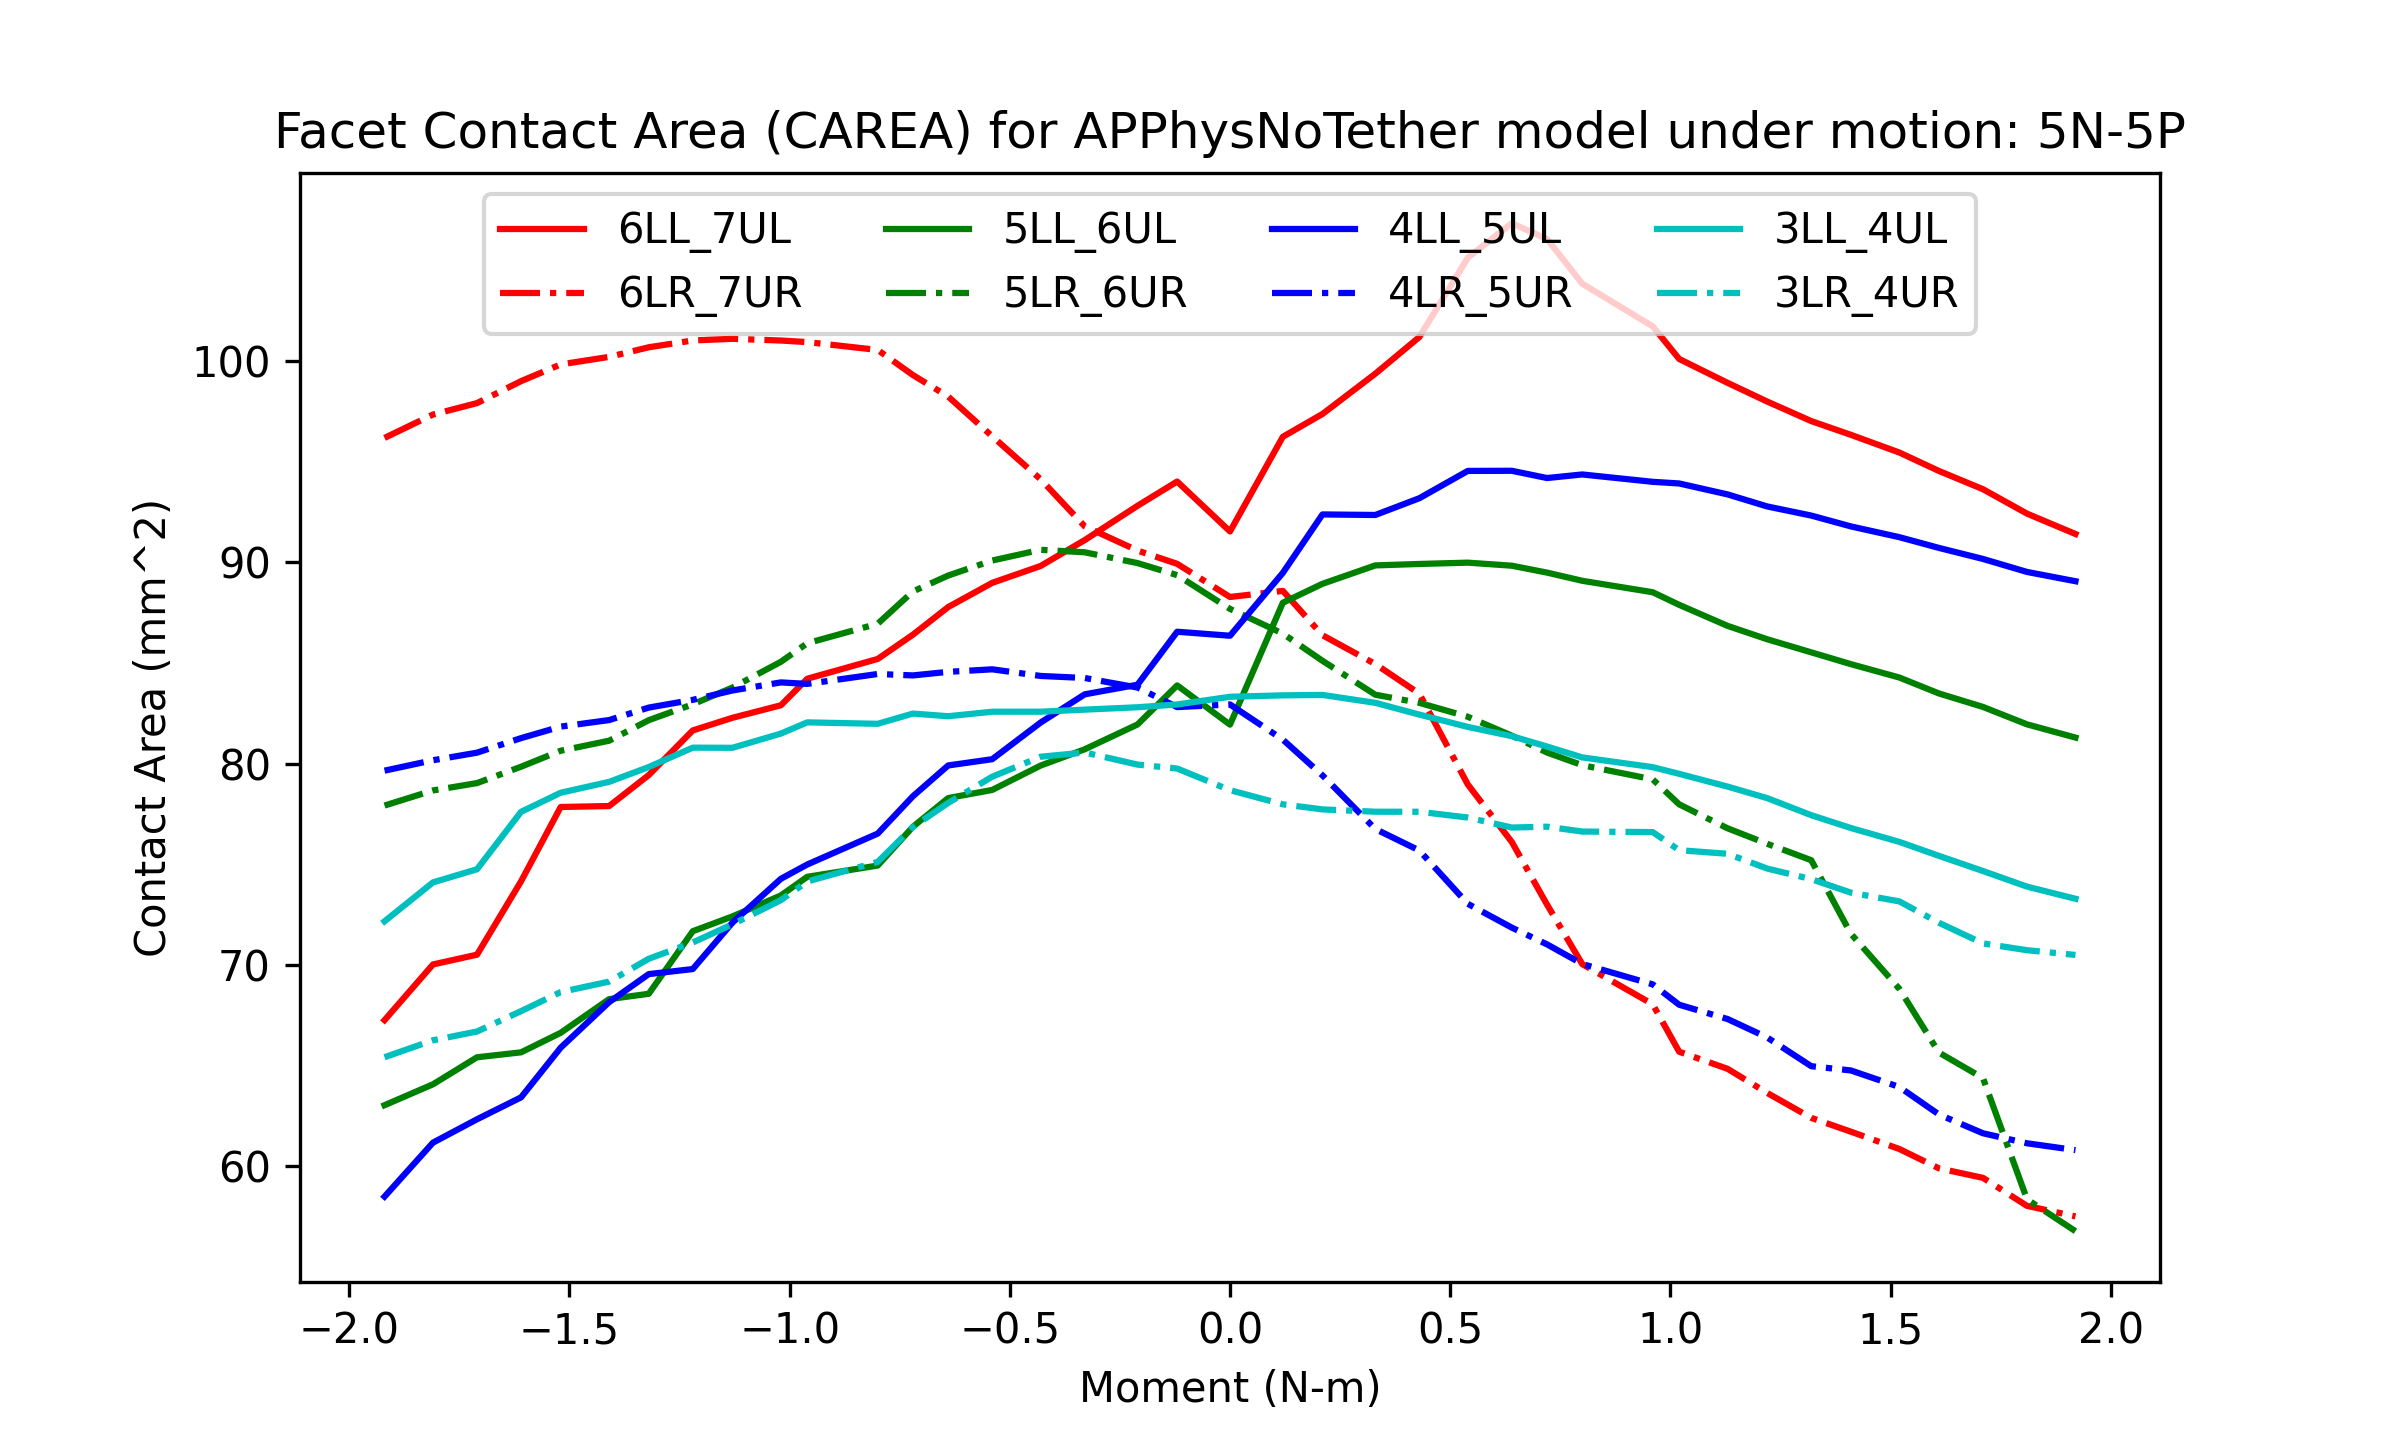 Facet Contact Area (CAREA) for APPhysNoTether model under motion: 5N-5P
6LL_7UL 5LL_6UL 4LL_5UL 3LL_4UL
6LR_7UR 5LR_6UR 4LR_5UR 3LR_4UR
100
90
80
70
60
Contact Area (mm^2)
−2.0 −1.5 −1.0 −0.5 0.0 0.5 1.0 1.5 2.0
Moment (N-m)